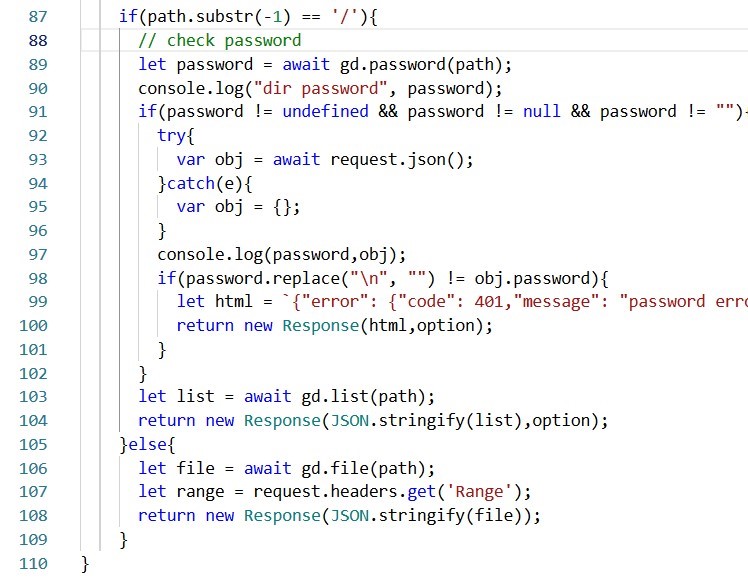 87 if(path.substr(-1) == '/'){
88 // check password
89 let password = await gd.password(path);
90 console.log("dir password", password);
91 if(password != undefined && password != null && password != ""){
92 try{
93 var obj = await request.json();
94 }catch(e){
95 var obj = {};
96 }
97 console.log(password,obj);
98 if(password.replace("\n", "") != obj.password){
99 let html = `{"error": {"code": 401,"message": "password erro
100 return new Response(html,option);
101 }
102 }
103 let list = await gd.list(path);
104 return new Response(JSON.stringify(list),option);
105 }else{
106 let file = await gd.file(path);
107 let range = request.headers.get('Range');
108 return new Response(JSON.stringify(file));
109 }
110 }